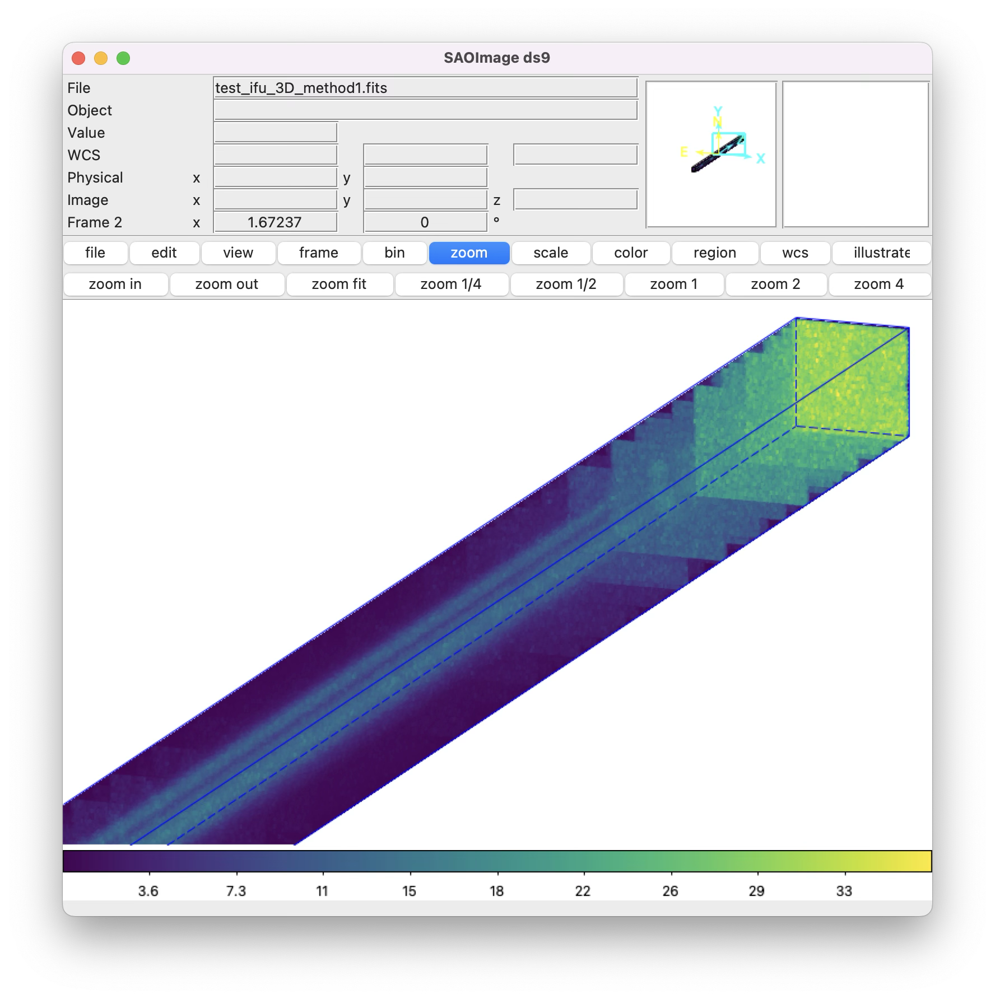 SAOImage ds9
File test_ifu_3D_method1.fits
Object
Value
WCS
Physical x y
Image x y z
Frame 2 x 1.67237 0 °
Y
N
E
X
file edit view frame bin zoom scale color region wcs illustrate
zoom in zoom out zoom fit zoom 1/4 zoom 1/2 zoom 1 zoom 2 zoom 4
3.6 7.3 11 15 18 22 26 29 33